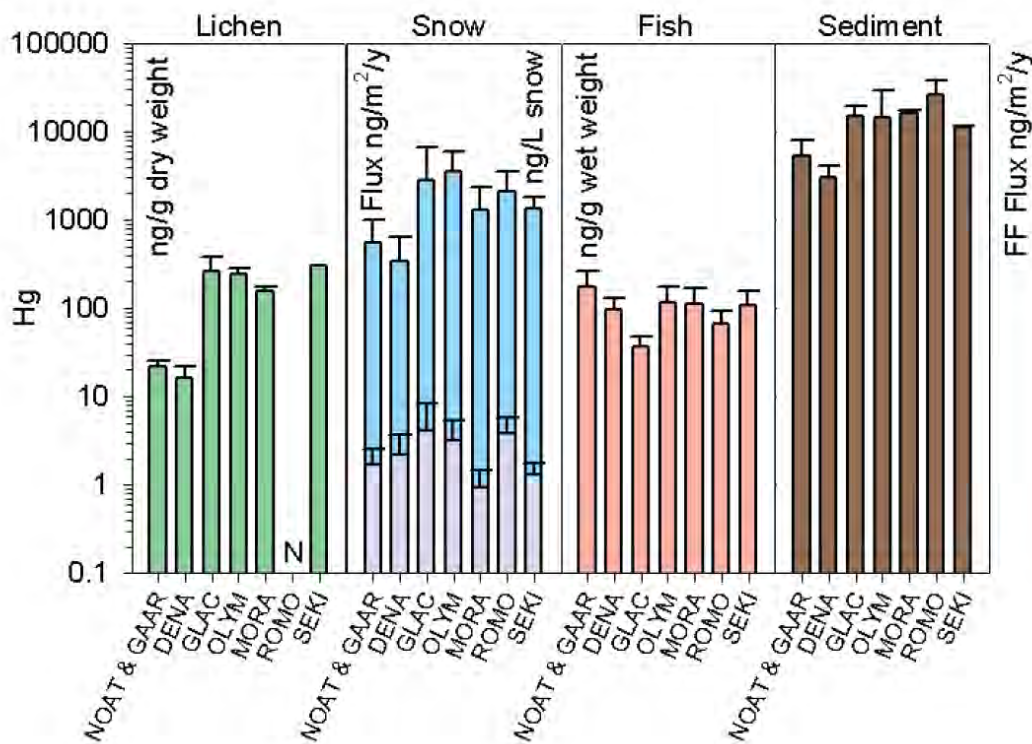 Lichen Snow Fish Sediment
100000
10000
1000
100
10
1
0.1
Hg
ng/g dry weight
Flux ng/m²/y
ng/L snow
ng/g wet weight
FF Flux ng/m²/y
N
NOAT & GAAR
DENA
GLAC
OLYM
MORA
ROMO
SEKI
NOAT & GAAR
DENA
GLAC
OLYM
MORA
ROMO
SEKI
NOAT & GAAR
DENA
GLAC
OLYM
MORA
ROMO
SEKI
NOAT & GAAR
DENA
GLAC
OLYM
MORA
ROMO
SEKI